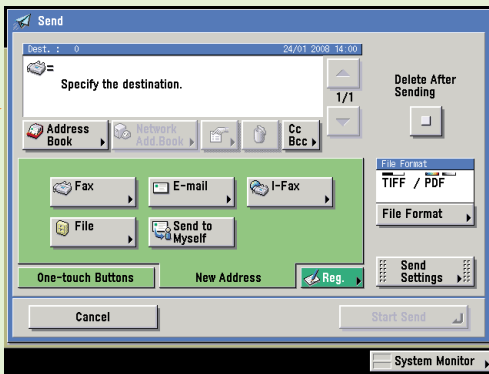 Send
Dest. : 0 24/01 2008 14:00
Specify the destination.
1/1
Delete After
Sending
Address
Book
Network
Add.Book
Cc
Bcc
Fax
E-mail
I-Fax
File
Send to
Myself
File Format
TIFF / PDF
File Format
One-touch Buttons
New Address
Reg.
Send
Settings
Cancel
Start Send
System Monitor